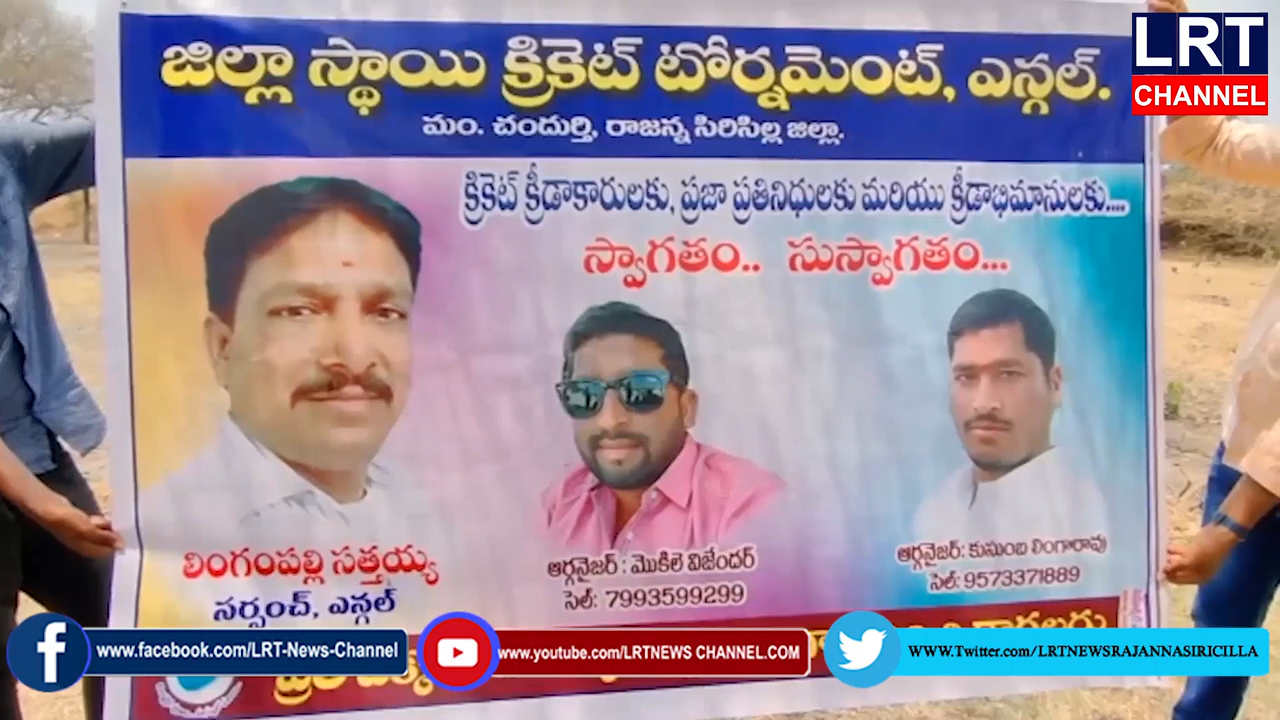 జిల్లా స్థాయి క్రికెట్ టోర్నమెంట్, ఎన్గల్.
మం. చందుర్తి, రాజన్న సిరిసిల్ల జిల్లా.
LRT
CHANNEL
క్రికెట్ క్రీడాకారులకు, ప్రజా ప్రతినిధులకు మరియు క్రీడాభిమానులకు....
స్వాగతం.. సుస్వాగతం...
లింగంపల్లి సత్తయ్య
సర్పంచ్, ఎన్గల్
ఆర్గనైజర్ : మొకిలె విజేందర్
సెల్: 7993599299
ఆర్గనైజర్: కుసుంబ లింగారావు
సెల్: 9573371889
www.facebook.com/LRT-News-Channel
www.youtube.com/LRTNEWS CHANNEL.COM
WWW.Twitter.com/LRTNEWSRAJANNASIRICILLA